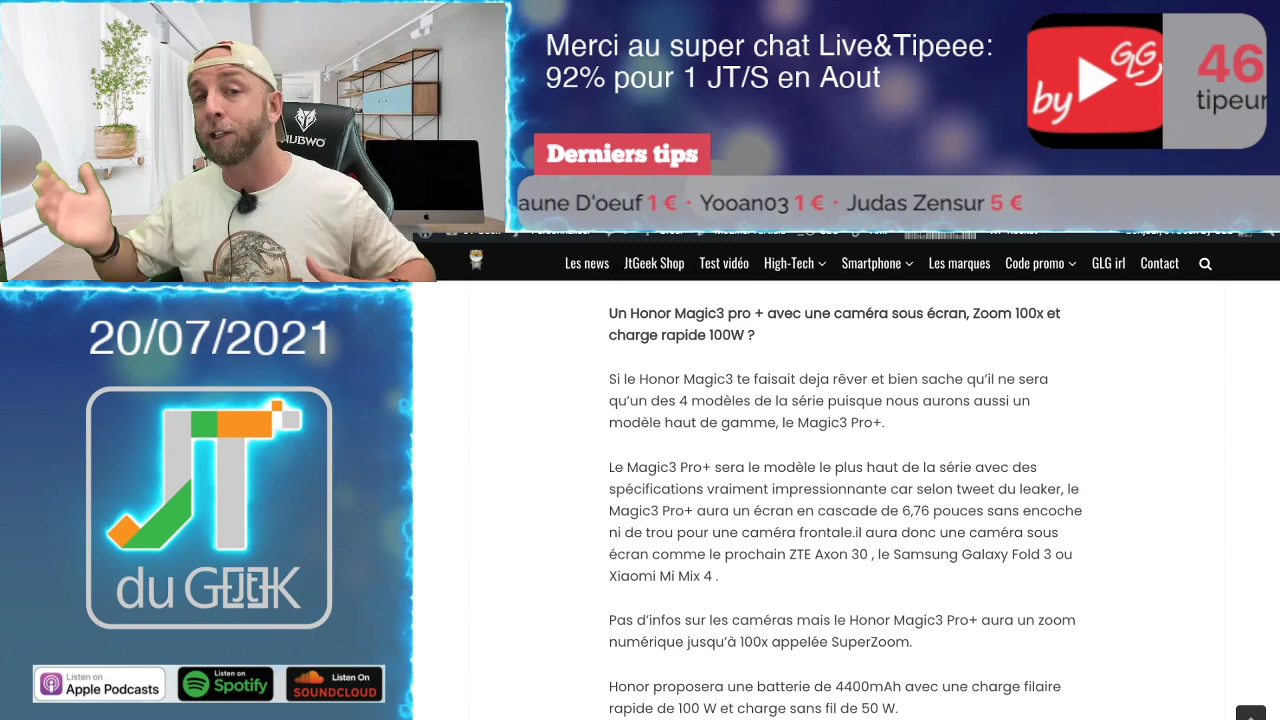 Merci au super chat Live&Tipeee:
92% pour 1 JT/S en Aout
by GLG
46
tipeur
Derniers tips
aune D'oeuf 1 € · Yooan03 1 € · Judas Zensur 5 €
HUBWO
Les news JtGeek Shop Test vidéo High-Tech Smartphone Les marques Code promo GLG irl Contact
20/07/2021
JT
du GEEK
Listen on
Apple Podcasts
Listen on
Spotify
Listen On
SOUNDCLOUD
Un Honor Magic3 pro + avec une caméra sous écran, Zoom 100x et
charge rapide 100W ?
Si le Honor Magic3 te faisait deja rêver et bien sache qu'il ne sera
qu'un des 4 modèles de la série puisque nous aurons aussi un
modèle haut de gamme, le Magic3 Pro+.
Le Magic3 Pro+ sera le modèle le plus haut de la série avec des
spécifications vraiment impressionnante car selon tweet du leaker, le
Magic3 Pro+ aura un écran en cascade de 6,76 pouces sans encoche
ni de trou pour une caméra frontale.il aura donc une caméra sous
écran comme le prochain ZTE Axon 30 , le Samsung Galaxy Fold 3 ou
Xiaomi Mi Mix 4 .
Pas d'infos sur les caméras mais le Honor Magic3 Pro+ aura un zoom
numérique jusqu'à 100x appelée SuperZoom.
Honor proposera une batterie de 4400mAh avec une charge filaire
rapide de 100 W et charge sans fil de 50 W.